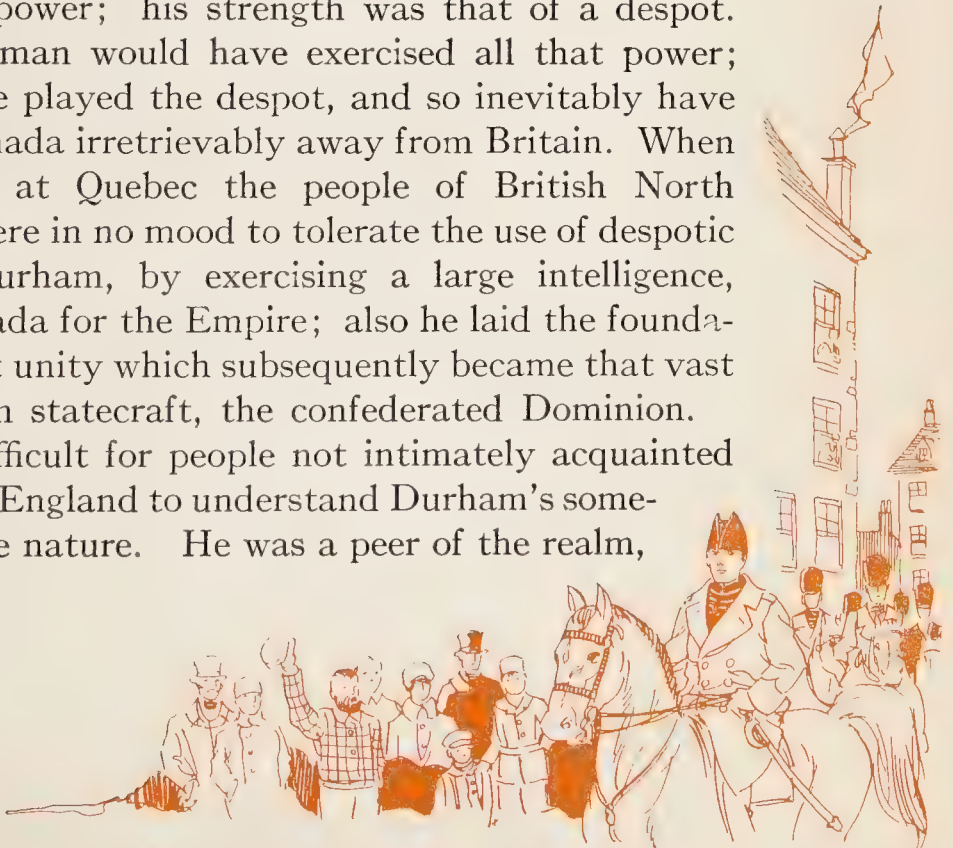 power; his strength was that of a despot.
man would have exercised all that power;
e played the despot, and so inevitably have
nada irretrievably away from Britain. When
at Quebec the people of British North
ere in no mood to tolerate the use of despotic
urham, by exercising a large intelligence,
ada for the Empire; also he laid the founda-
t unity which subsequently became that vast
n statecraft, the confederated Dominion.
fficult for people not intimately acquainted
England to understand Durham's some-
e nature. He was a peer of the realm,